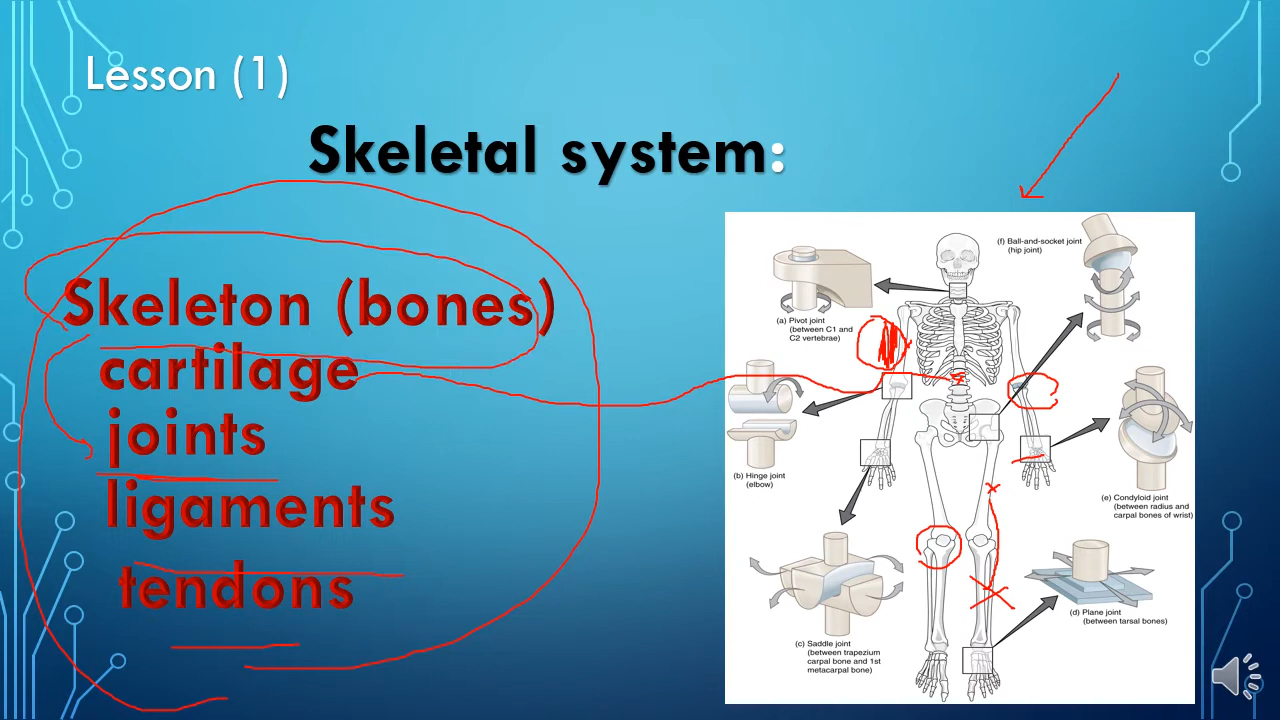 Lesson (1)
Skeletal system:
Skeleton (bones)
cartilage
joints
ligaments
tendons
(f) Ball-and-socket joint
(hip joint)
(a) Pivot joint
(between C1 and
C2 vertebrae)
(b) Hinge joint
(elbow)
(e) Condyloid joint
(between radius and
carpal bones of wrist)
(c) Saddle joint
(between trapezium
carpal bone and 1st
metacarpal bone)
(d) Plane joint
(between tarsal bones)